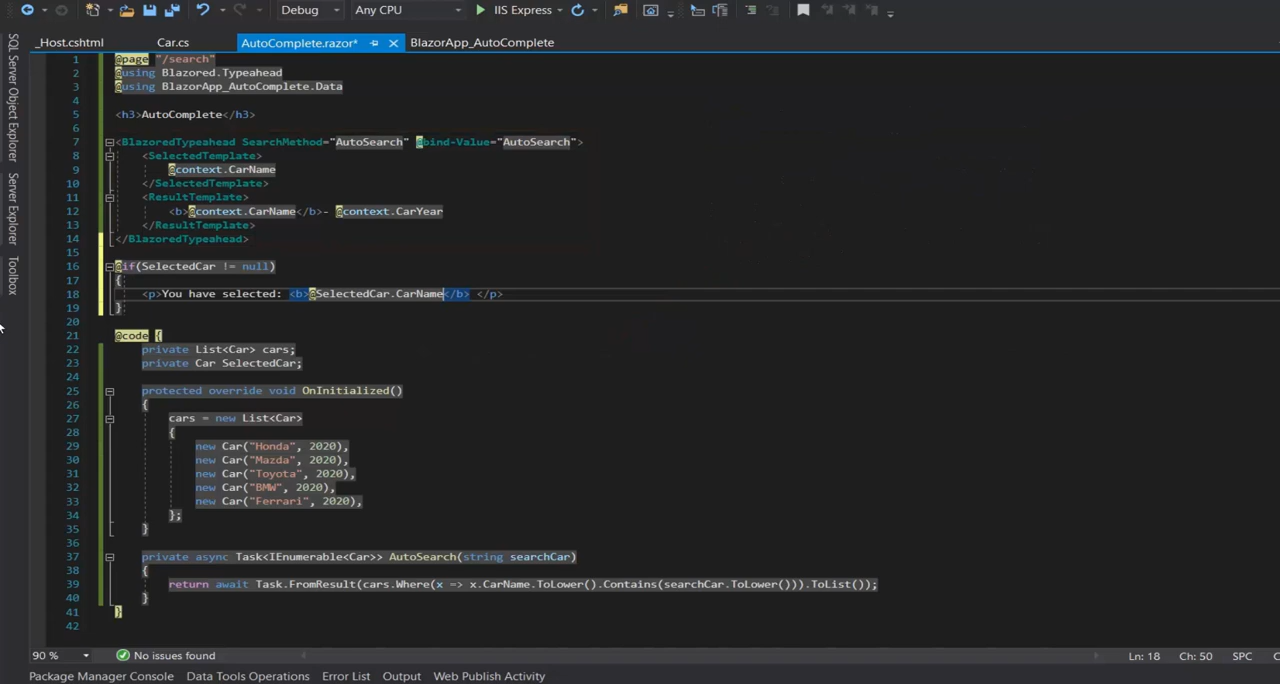 Debug Any CPU IIS Express
_Host.cshtml Car.cs AutoComplete.razor* BlazorApp_AutoComplete
SQL Server Object Explorer
Server Explorer
Toolbox
1 @page "/search"
2 @using Blazored.Typeahead
3 @using BlazorApp_AutoComplete.Data
4
5 <h3>AutoComplete</h3>
6
7 <BlazoredTypeahead SearchMethod="AutoSearch" @bind-Value="AutoSearch">
8 <SelectedTemplate>
9 @context.CarName
10 </SelectedTemplate>
11 <ResultTemplate>
12 <b>@context.CarName</b>- @context.CarYear
13 </ResultTemplate>
14 </BlazoredTypeahead>
15
16 @if(SelectedCar != null)
17 {
18 <p>You have selected: <b>@SelectedCar.CarName</b> </p>
19 }
20
21 @code {
22 private List<Car> cars;
23 private Car SelectedCar;
24
25 protected override void OnInitialized()
26 {
27 cars = new List<Car>
28 {
29 new Car("Honda", 2020),
30 new Car("Mazda", 2020),
31 new Car("Toyota", 2020),
32 new Car("BMW", 2020),
33 new Car("Ferrari", 2020),
34 };
35 }
36
37 private async Task<IEnumerable<Car>> AutoSearch(string searchCar)
38 {
39 return await Task.FromResult(cars.Where(x => x.CarName.ToLower().Contains(searchCar.ToLower())).ToList());
40 }
41 }
42
90 % No issues found Ln: 18 Ch: 50 SPC
Package Manager Console Data Tools Operations Error List Output Web Publish Activity